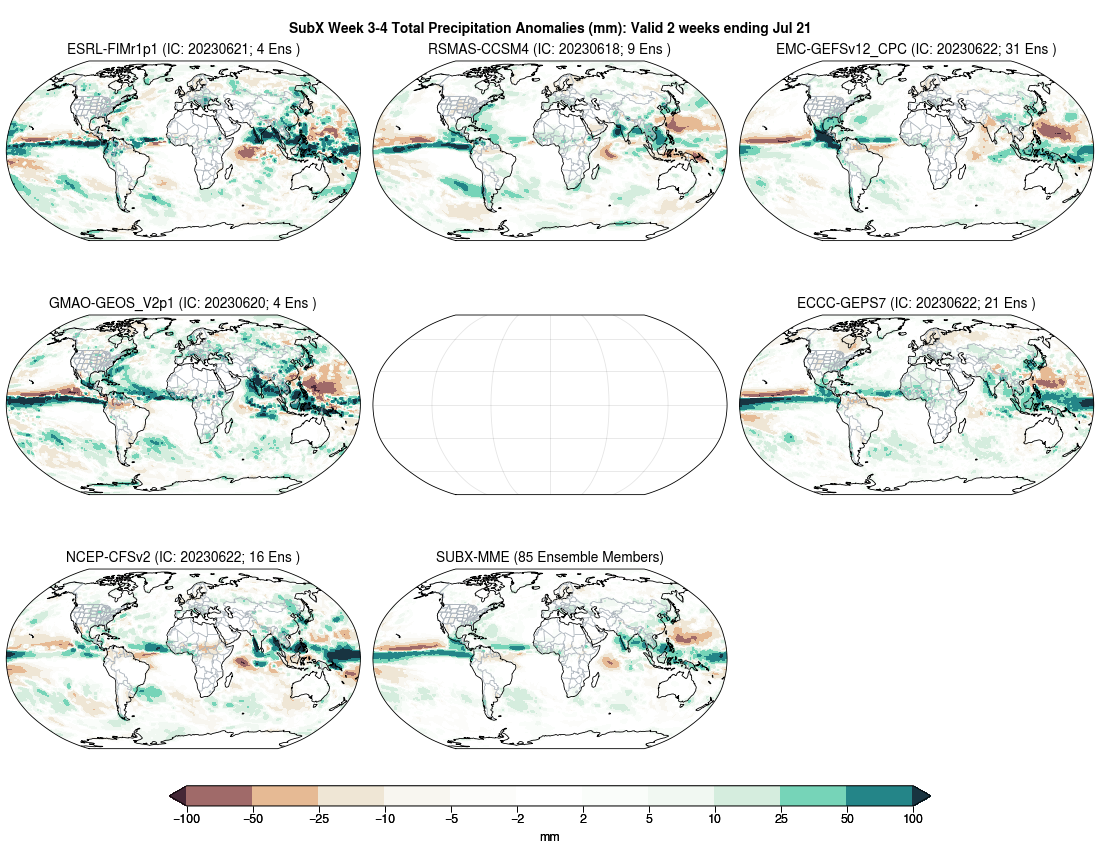 SubX Week 3-4 Total Precipitation Anomalies (mm): Valid 2 weeks ending Jul 21
ESRL-FIMr1p1 (IC: 20230621; 4 Ens )
RSMAS-CCSM4 (IC: 20230618; 9 Ens )
EMC-GEFSv12_CPC (IC: 20230622; 31 Ens )
GMAO-GEOS_V2p1 (IC: 20230620; 4 Ens )
ECCC-GEPS7 (IC: 20230622; 21 Ens )
NCEP-CFSv2 (IC: 20230622; 16 Ens )
SUBX-MME (85 Ensemble Members)
−100 −50 −25 −10 −5 −2 2 5 10 25 50 100
mm